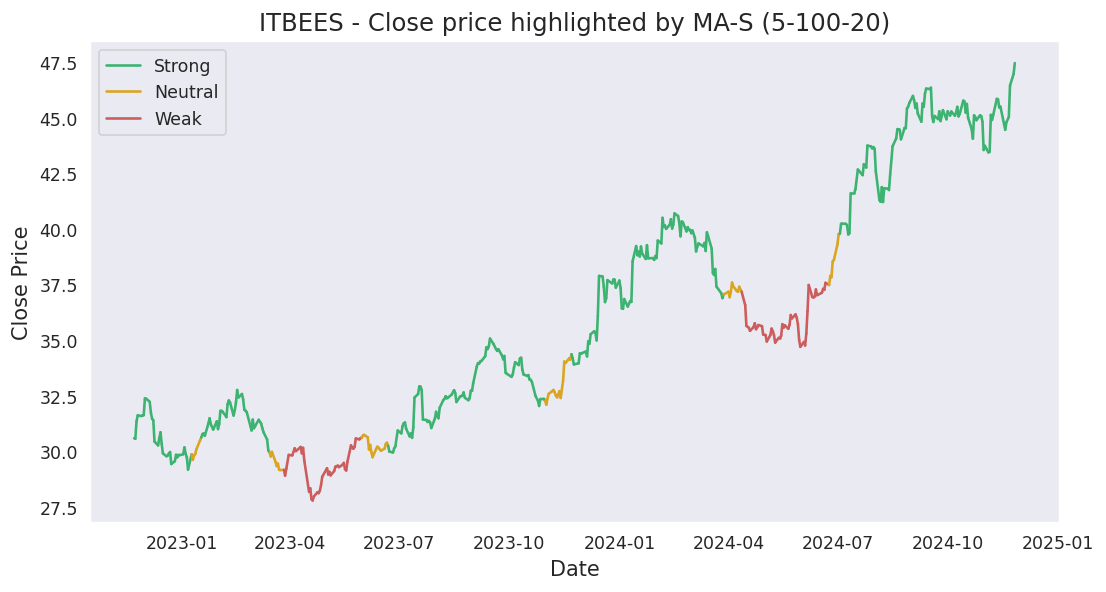 ITBEES - Close price highlighted by MA-S (5-100-20)
Strong
Neutral
Weak
47.5
45.0
42.5
40.0
37.5
35.0
32.5
30.0
27.5
Close Price
2023-01 2023-04 2023-07 2023-10 2024-01 2024-04 2024-07 2024-10 2025-01
Date